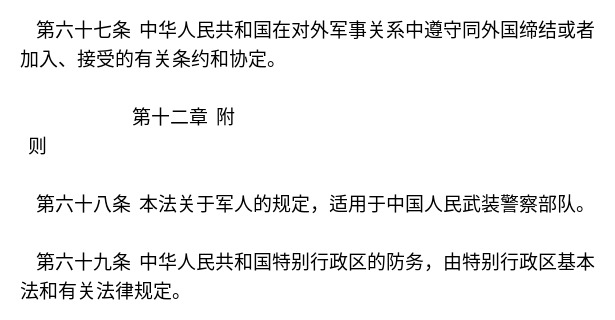 第六十七条 中华人民共和国在对外军事关系中遵守同外国缔结或者
加入、接受的有关条约和协定。
第十二章 附
则
第六十八条 本法关于军人的规定，适用于中国人民武装警察部队。
第六十九条 中华人民共和国特别行政区的防务，由特别行政区基本
法和有关法律规定。